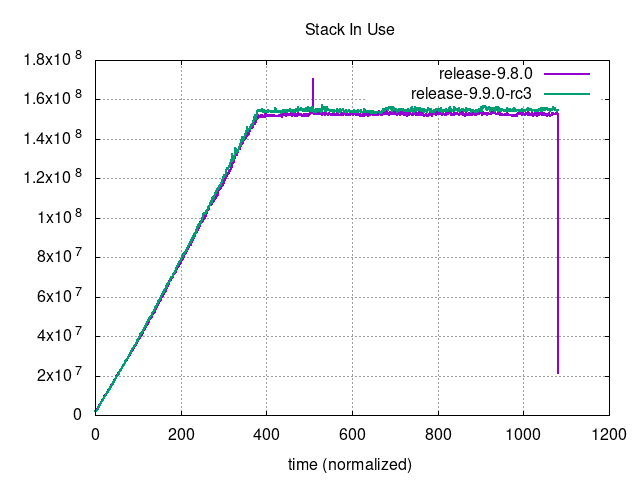 Stack In Use
1.8x10^8
1.6x10^8
1.4x10^8
1.2x10^8
1x10^8
8x10^7
6x10^7
4x10^7
2x10^7
0
release-9.8.0
release-9.9.0-rc3
0 200 400 600 800 1000 1200
time (normalized)